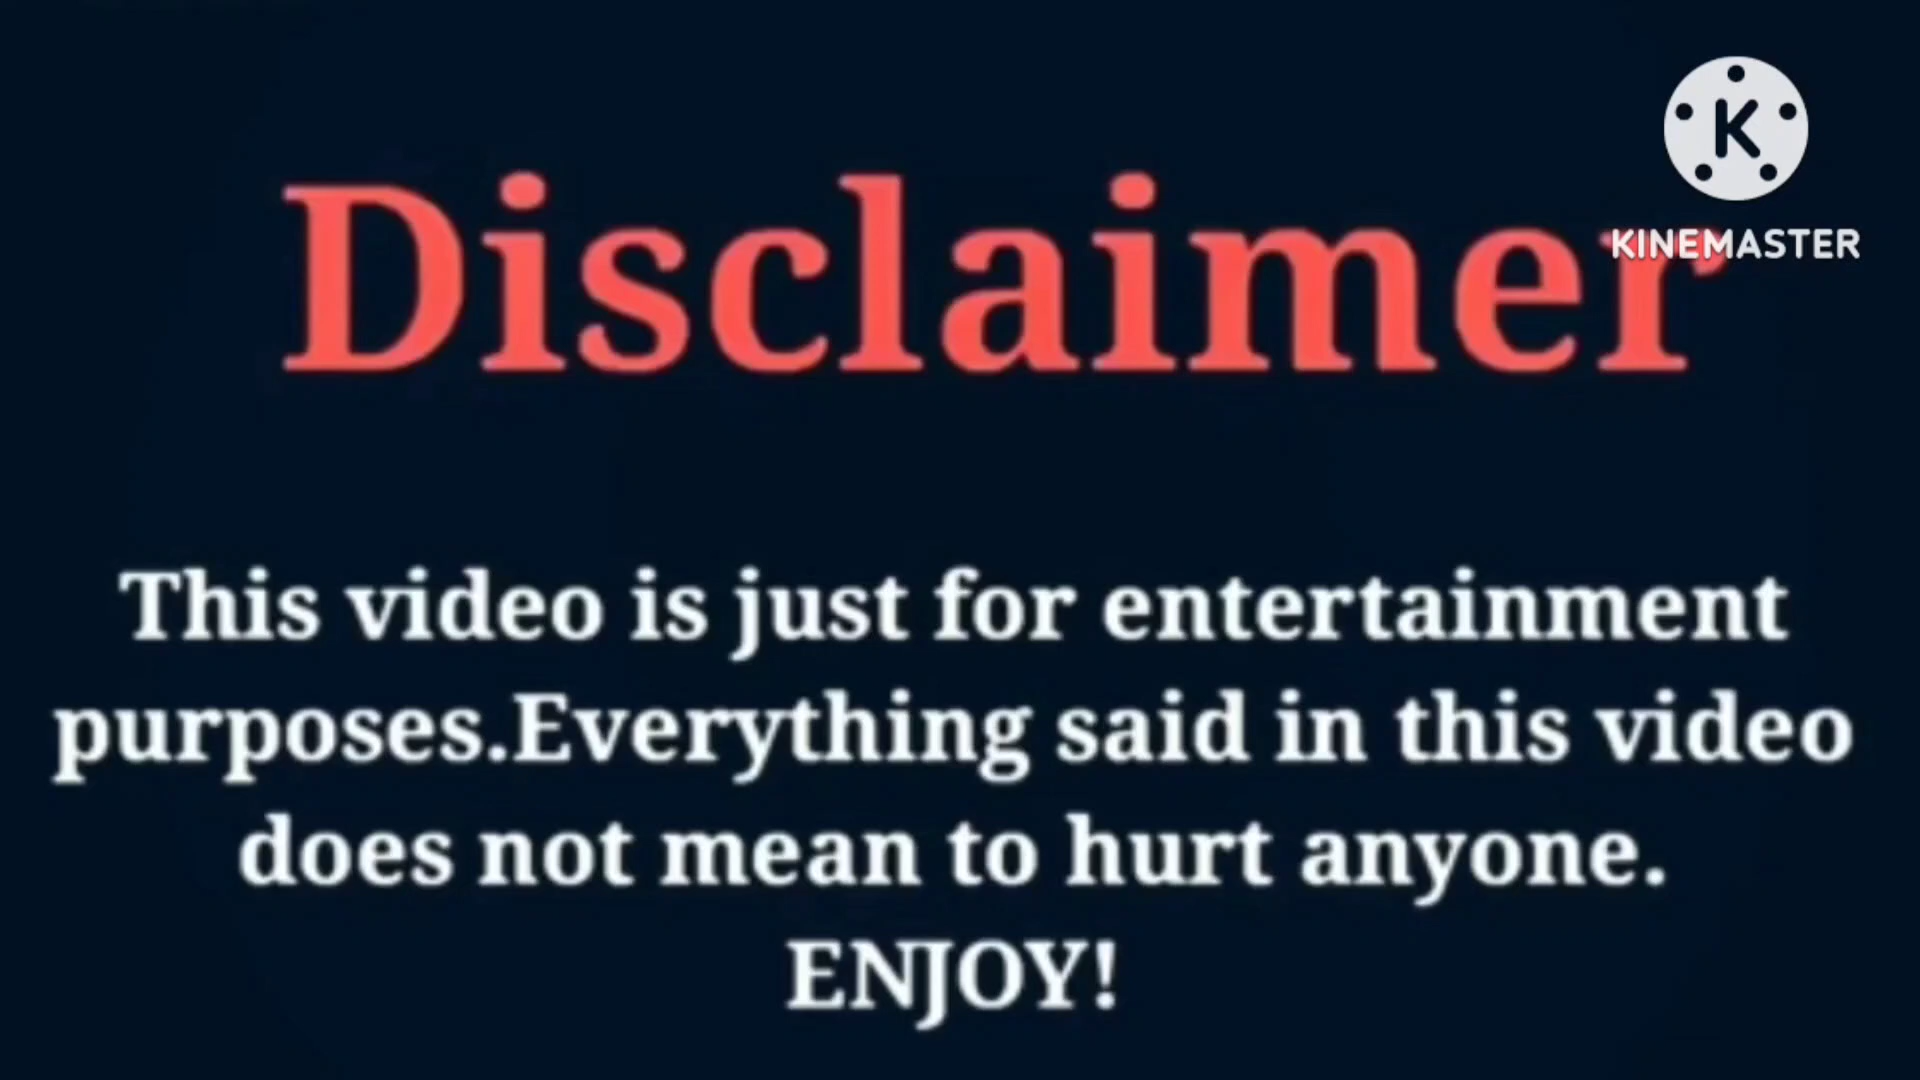 K
KINEMASTER
Disclaimer
This video is just for entertainment
purposes.Everything said in this video
does not mean to hurt anyone.
ENJOY!